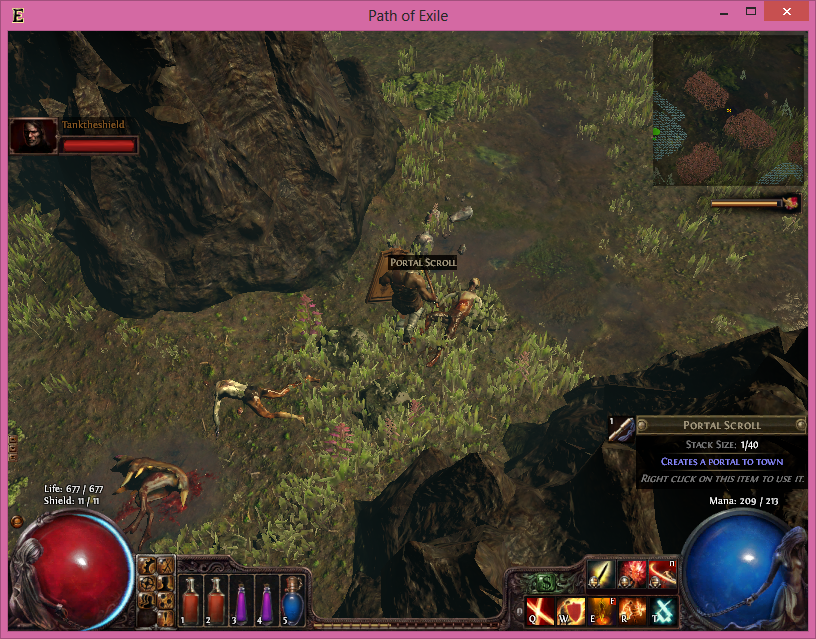 Path of Exile
Tanktheshield
PORTAL SCROLL
1
PORTAL SCROLL
STACK SIZE: 1/40
CREATES A PORTAL TO TOWN
RIGHT CLICK ON THIS ITEM TO USE IT.
Life: 677 / 677
Shield: 11 / 11
Mana: 209 / 213
1 2 3 4 5
Q W E R T